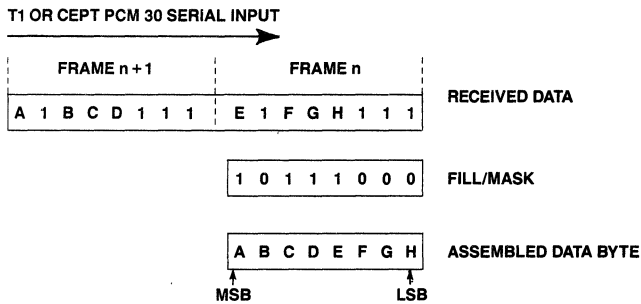 T1 OR CEPT PCM 30 SERIAL INPUT
FRAME n + 1 FRAME n
A 1 B C D 1 1 1 E 1 F G H 1 1 1 RECEIVED DATA
1 0 1 1 1 0 0 0 FILL/MASK
A B C D E F G H ASSEMBLED DATA BYTE
MSB LSB